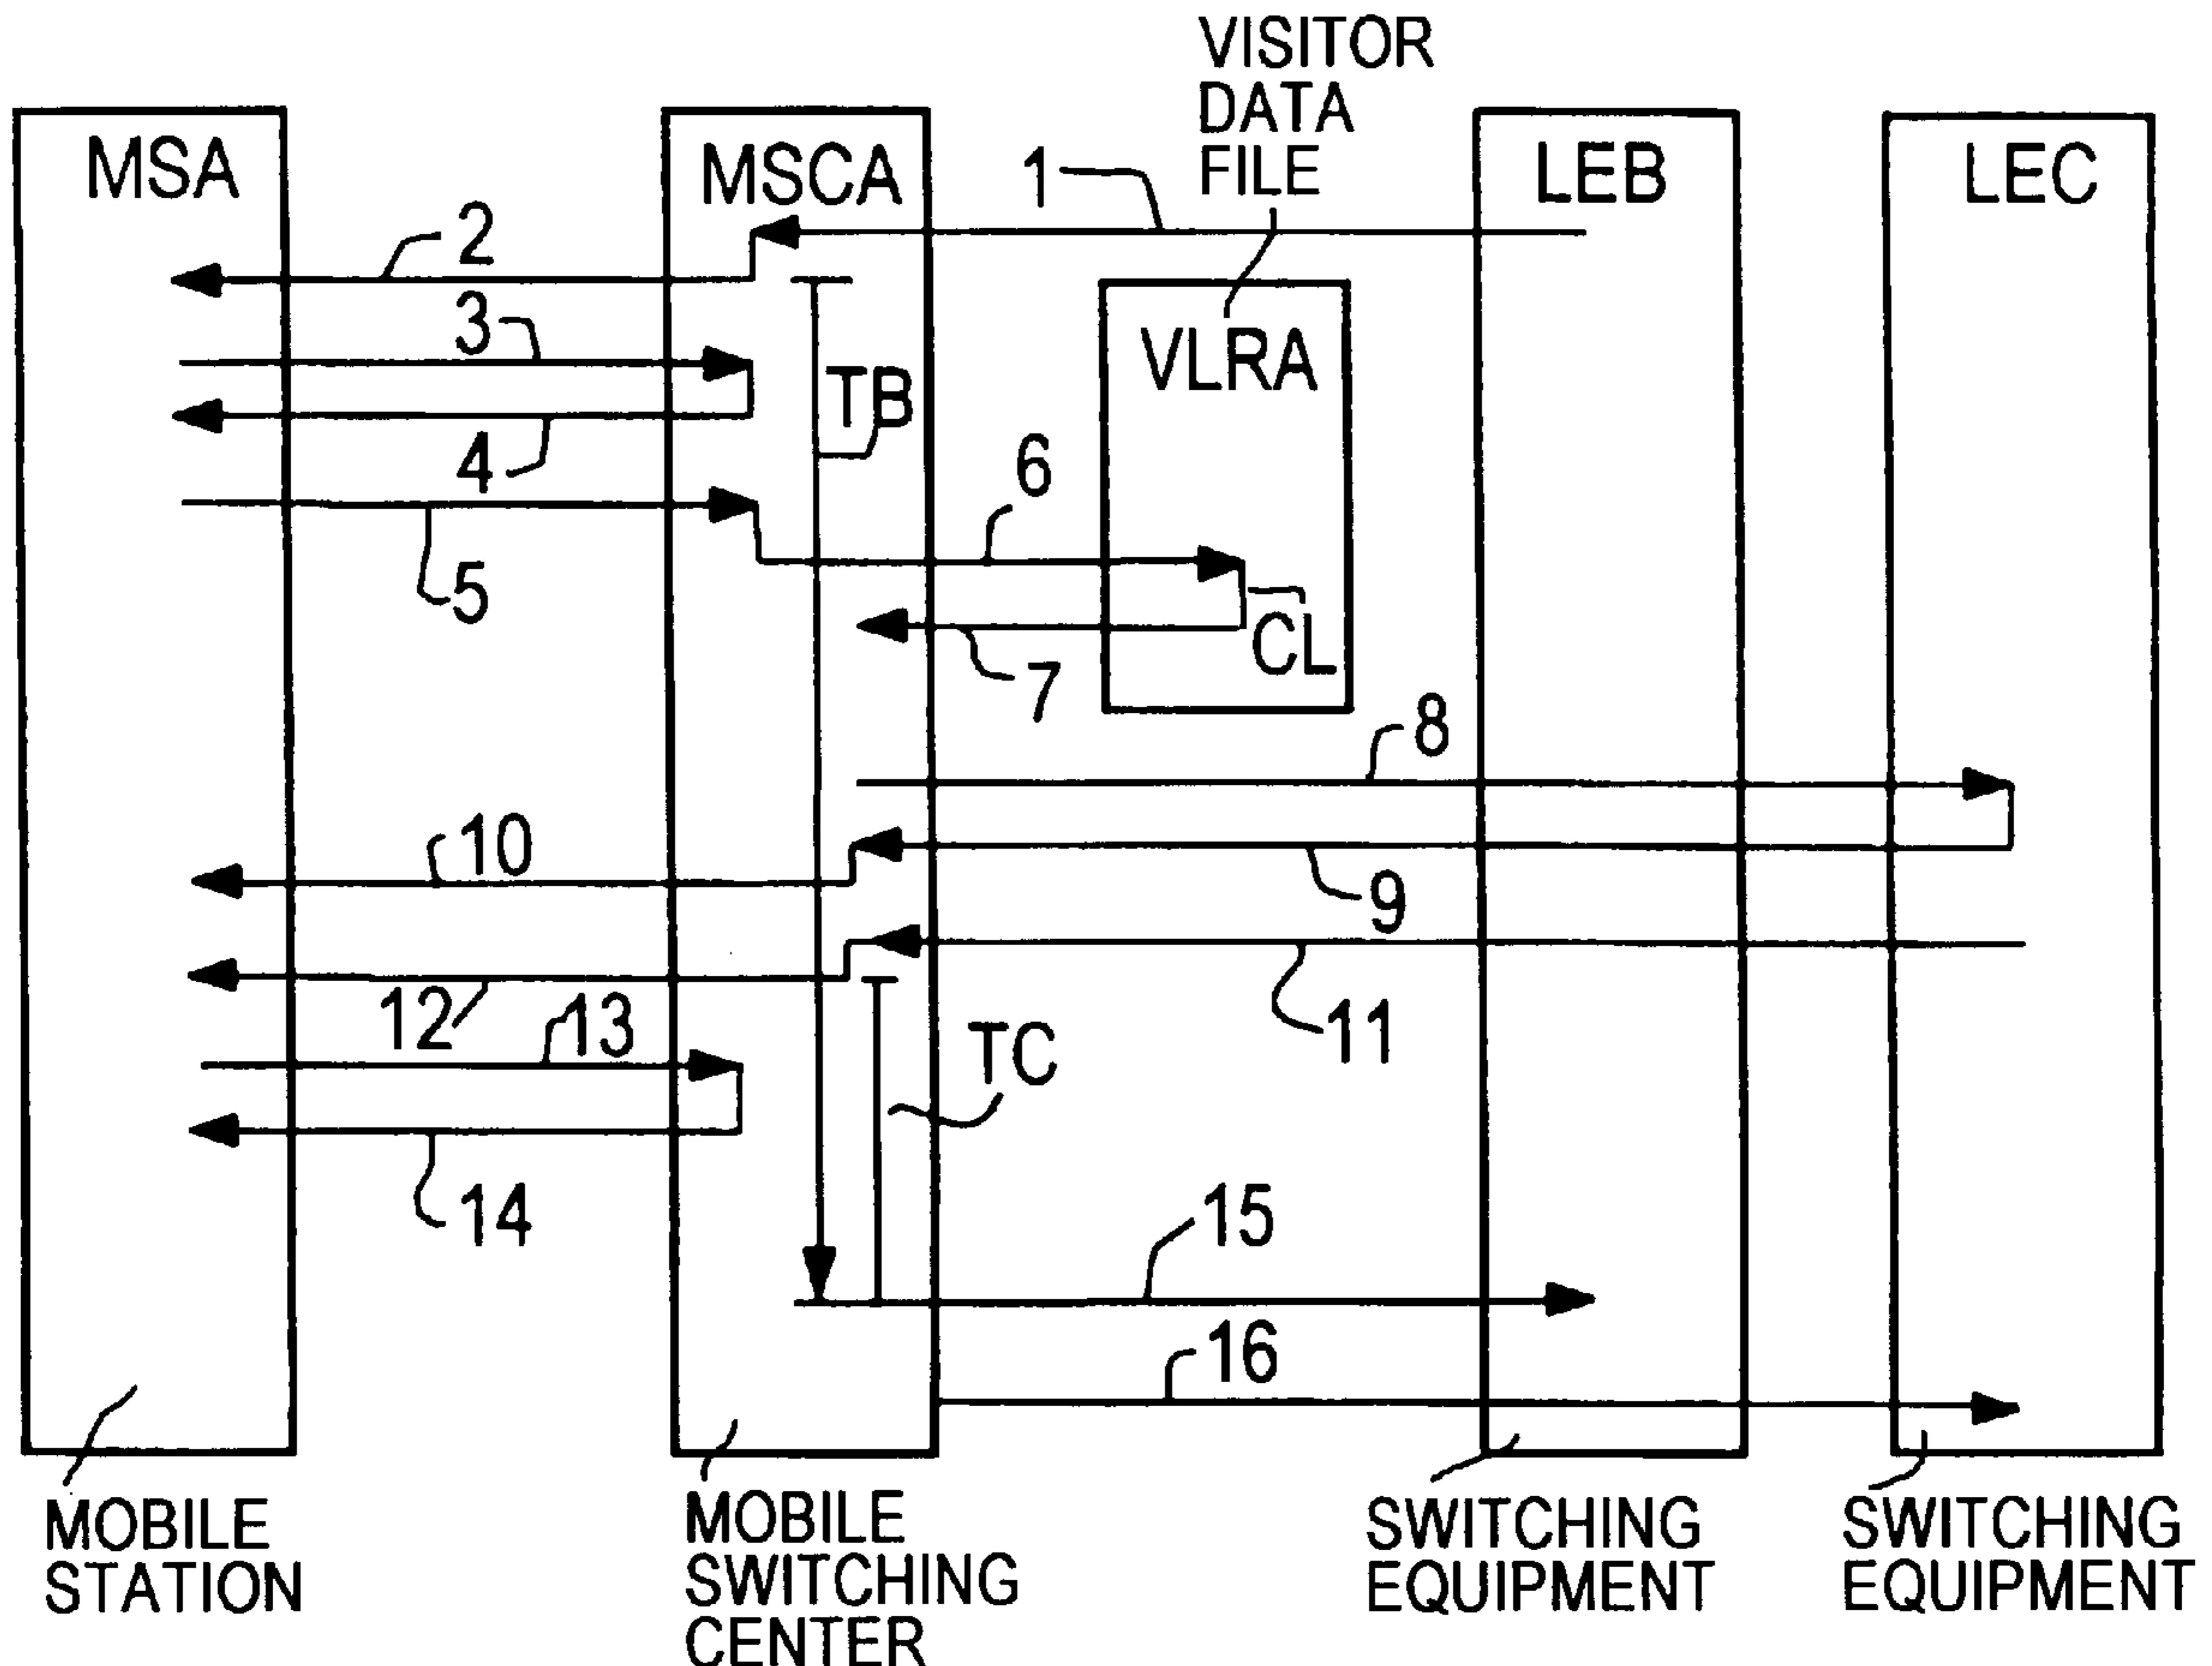 VISITOR
DATA
FILE
MSA
MSCA
1
LEB
LEC
2
3
VLRA
TB
4
6
5
CL
7
8
10
9
12
13
11
TC
14
15
16
MOBILE
STATION
MOBILE
SWITCHING
CENTER
SWITCHING
EQUIPMENT
SWITCHING
EQUIPMENT